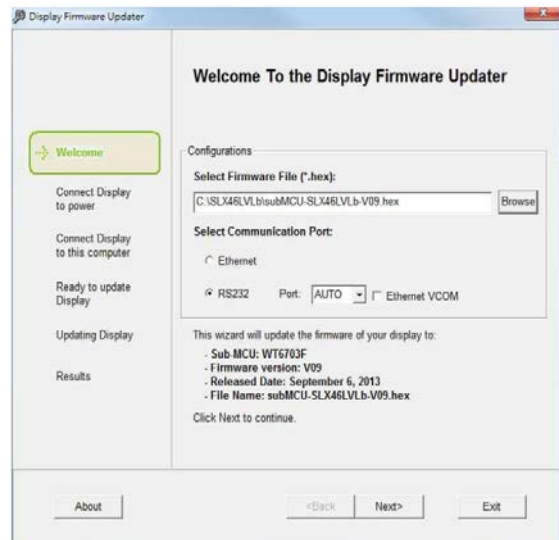 Display Firmware Updater
Welcome To the Display Firmware Updater
Welcome
Connect Display
to power
Connect Display
to this computer
Ready to update
Display
Updating Display
Results
Configurations
Select Firmware File (*.hex):
C:\SLX46LVLb\subMCU-SLX46LVLb-V09.hex
Browse
Select Communication Port:
Ethernet
RS232 Port: AUTO Ethernet VCOM
This wizard will update the firmware of your display to:
- Sub-MCU: WT6703F
- Firmware version: V09
- Released Date: September 6, 2013
- File Name: subMCU-SLX46LVLb-V09.hex
Click Next to continue.
About
<Back
Next>
Exit